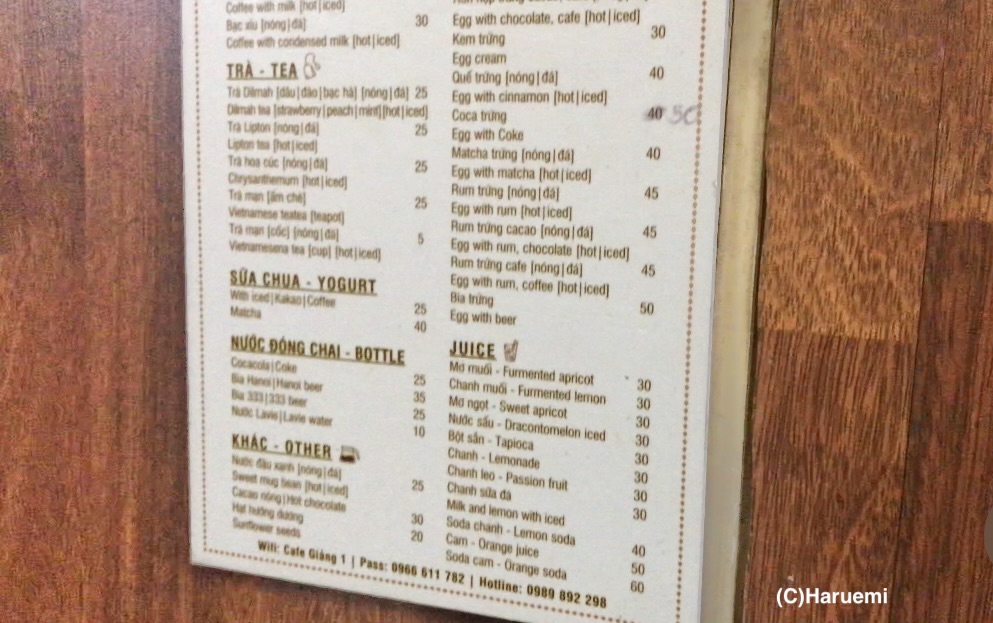 Coffee with milk [hot|iced]
Bạc xỉu [nóng|đá] 30
Coffee with condensed milk [hot|iced]
TRÀ - TEA
Trà Dilmah [dâu|đào|bạc hà] [nóng|đá] 25
Dilmah tea [strawberry|peach|mint][hot|iced]
Trà Lipton [nóng|đá] 25
Lipton tea [hot|iced]
Trà hoa cúc [nóng|đá] 25
Chrysanthemum [hot|iced]
Trà mạn [ấm chè] 25
Vietnamese teatea [teapot]
Trà mạn [cốc] [nóng|đá] 5
Vietnamesena tea [cup] [hot|iced]
SỮA CHUA - YOGURT
With iced|Kakao|Coffee 25
Matcha 40
NƯỚC ĐÓNG CHAI - BOTTLE
Cocacola|Coke 25
Bia Hanoi|Hanoi beer 35
Bia 333|333 beer 25
Nước Lavie|Lavie water 10
KHÁC - OTHER
Nước đậu xanh [nóng|đá] 25
Sweet mug bean [hot|iced]
Cacao nóng|Hot chocolate 30
Hạt hướng dương 20
Sunflower seeds
Egg with chocolate, cafe [hot|iced]
Kem trứng 30
Egg cream
Quế trứng [nóng|đá] 40
Egg with cinnamon [hot|iced]
Coca trứng 40
Egg with Coke
Matcha trứng [nóng|đá] 40
Egg with matcha [hot|iced]
Rum trứng [nóng|đá] 45
Egg with rum [hot|iced]
Rum trứng cacao [nóng|đá] 45
Egg with rum, chocolate [hot|iced]
Rum trứng cafe [nóng|đá] 45
Egg with rum, coffee [hot|iced]
Bia trứng 50
Egg with beer
JUICE
Mơ muối - Furmented apricot 30
Chanh muối - Furmented lemon 30
Mơ ngọt - Sweet apricot 30
Nước sấu - Dracontomelon iced 30
Bột sắn - Tapioca 30
Chanh - Lemonade 30
Chanh leo - Passion fruit 30
Chanh sữa đá 30
Milk and lemon with iced
Soda chanh - Lemon soda 40
Cam - Orange juice 50
Soda cam - Orange soda 60
Wifi: Cafe Giảng 1 | Pass: 0966 611 782 | Hotline: 0989 892 298
(C)Haruemi